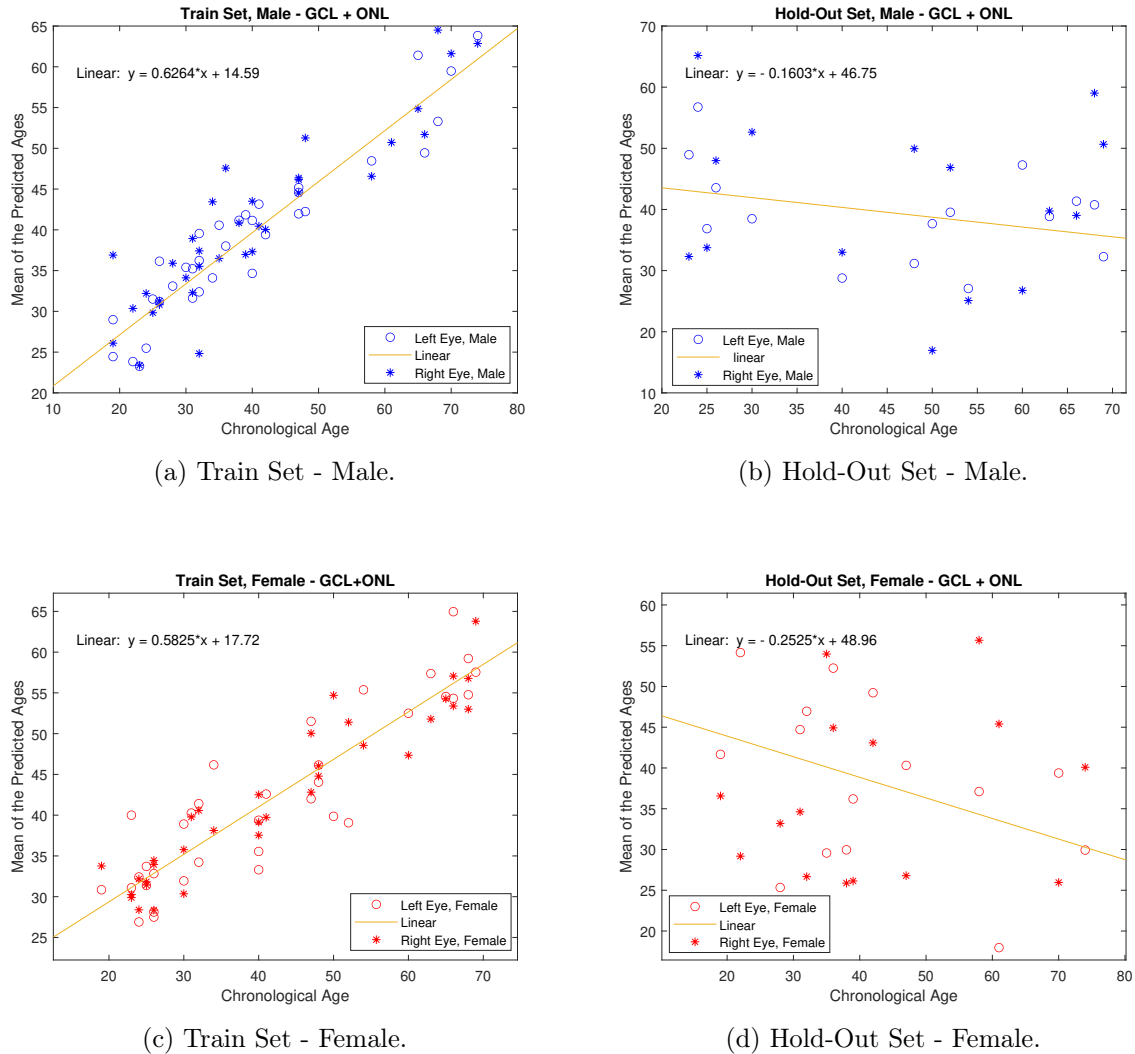 Train Set, Male - GCL + ONL
Linear: y = 0.6264*x + 14.59
Mean of the Predicted Ages
65
60
55
50
45
40
35
30
25
20
Left Eye, Male
Linear
Right Eye, Male
10 20 30 40 50 60 70 80
Chronological Age
(a) Train Set - Male.
Hold-Out Set, Male - GCL + ONL
Linear: y = - 0.1603*x + 46.75
Mean of the Predicted Ages
70
60
50
40
30
20
10
Left Eye, Male
linear
Right Eye, Male
20 25 30 35 40 45 50 55 60 65 70
Chronological Age
(b) Hold-Out Set - Male.
Train Set, Female - GCL+ONL
Linear: y = 0.5825*x + 17.72
Mean of the Predicted Ages
65
60
55
50
45
40
35
30
25
Left Eye, Female
Linear
Right Eye, Female
20 30 40 50 60 70
Chronological Age
(c) Train Set - Female.
Hold-Out Set, Female - GCL + ONL
Linear: y = - 0.2525*x + 48.96
Mean of the Predicted Ages
60
55
50
45
40
35
30
25
20
Left Eye, Female
Linear
Right Eye, Female
20 30 40 50 60 70 80
Chronological Age
(d) Hold-Out Set - Female.